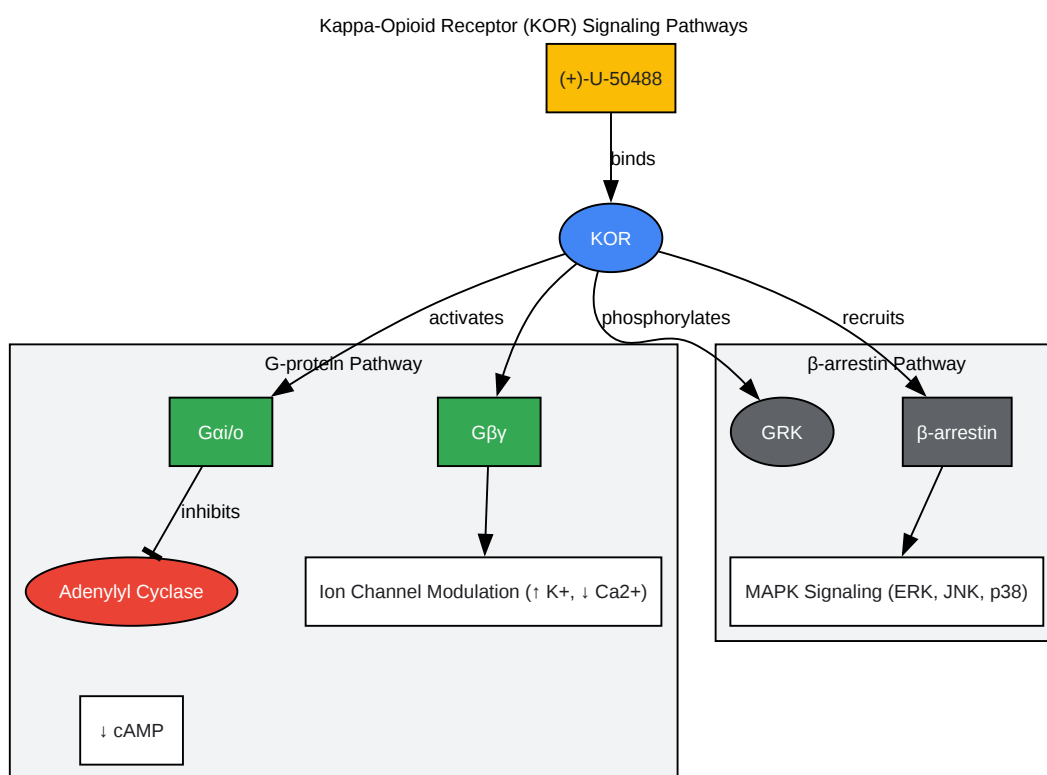 Kappa-Opioid Receptor (KOR) Signaling Pathways
(+)-U-50488
binds
KOR
activates
phosphorylates
recruits
G-protein Pathway
β-arrestin Pathway
Gαi/o
Gβγ
GRK
β-arrestin
inhibits
Adenylyl Cyclase
Ion Channel Modulation (↑ K+, ↓ Ca2+)
MAPK Signaling (ERK, JNK, p38)
↓ cAMP